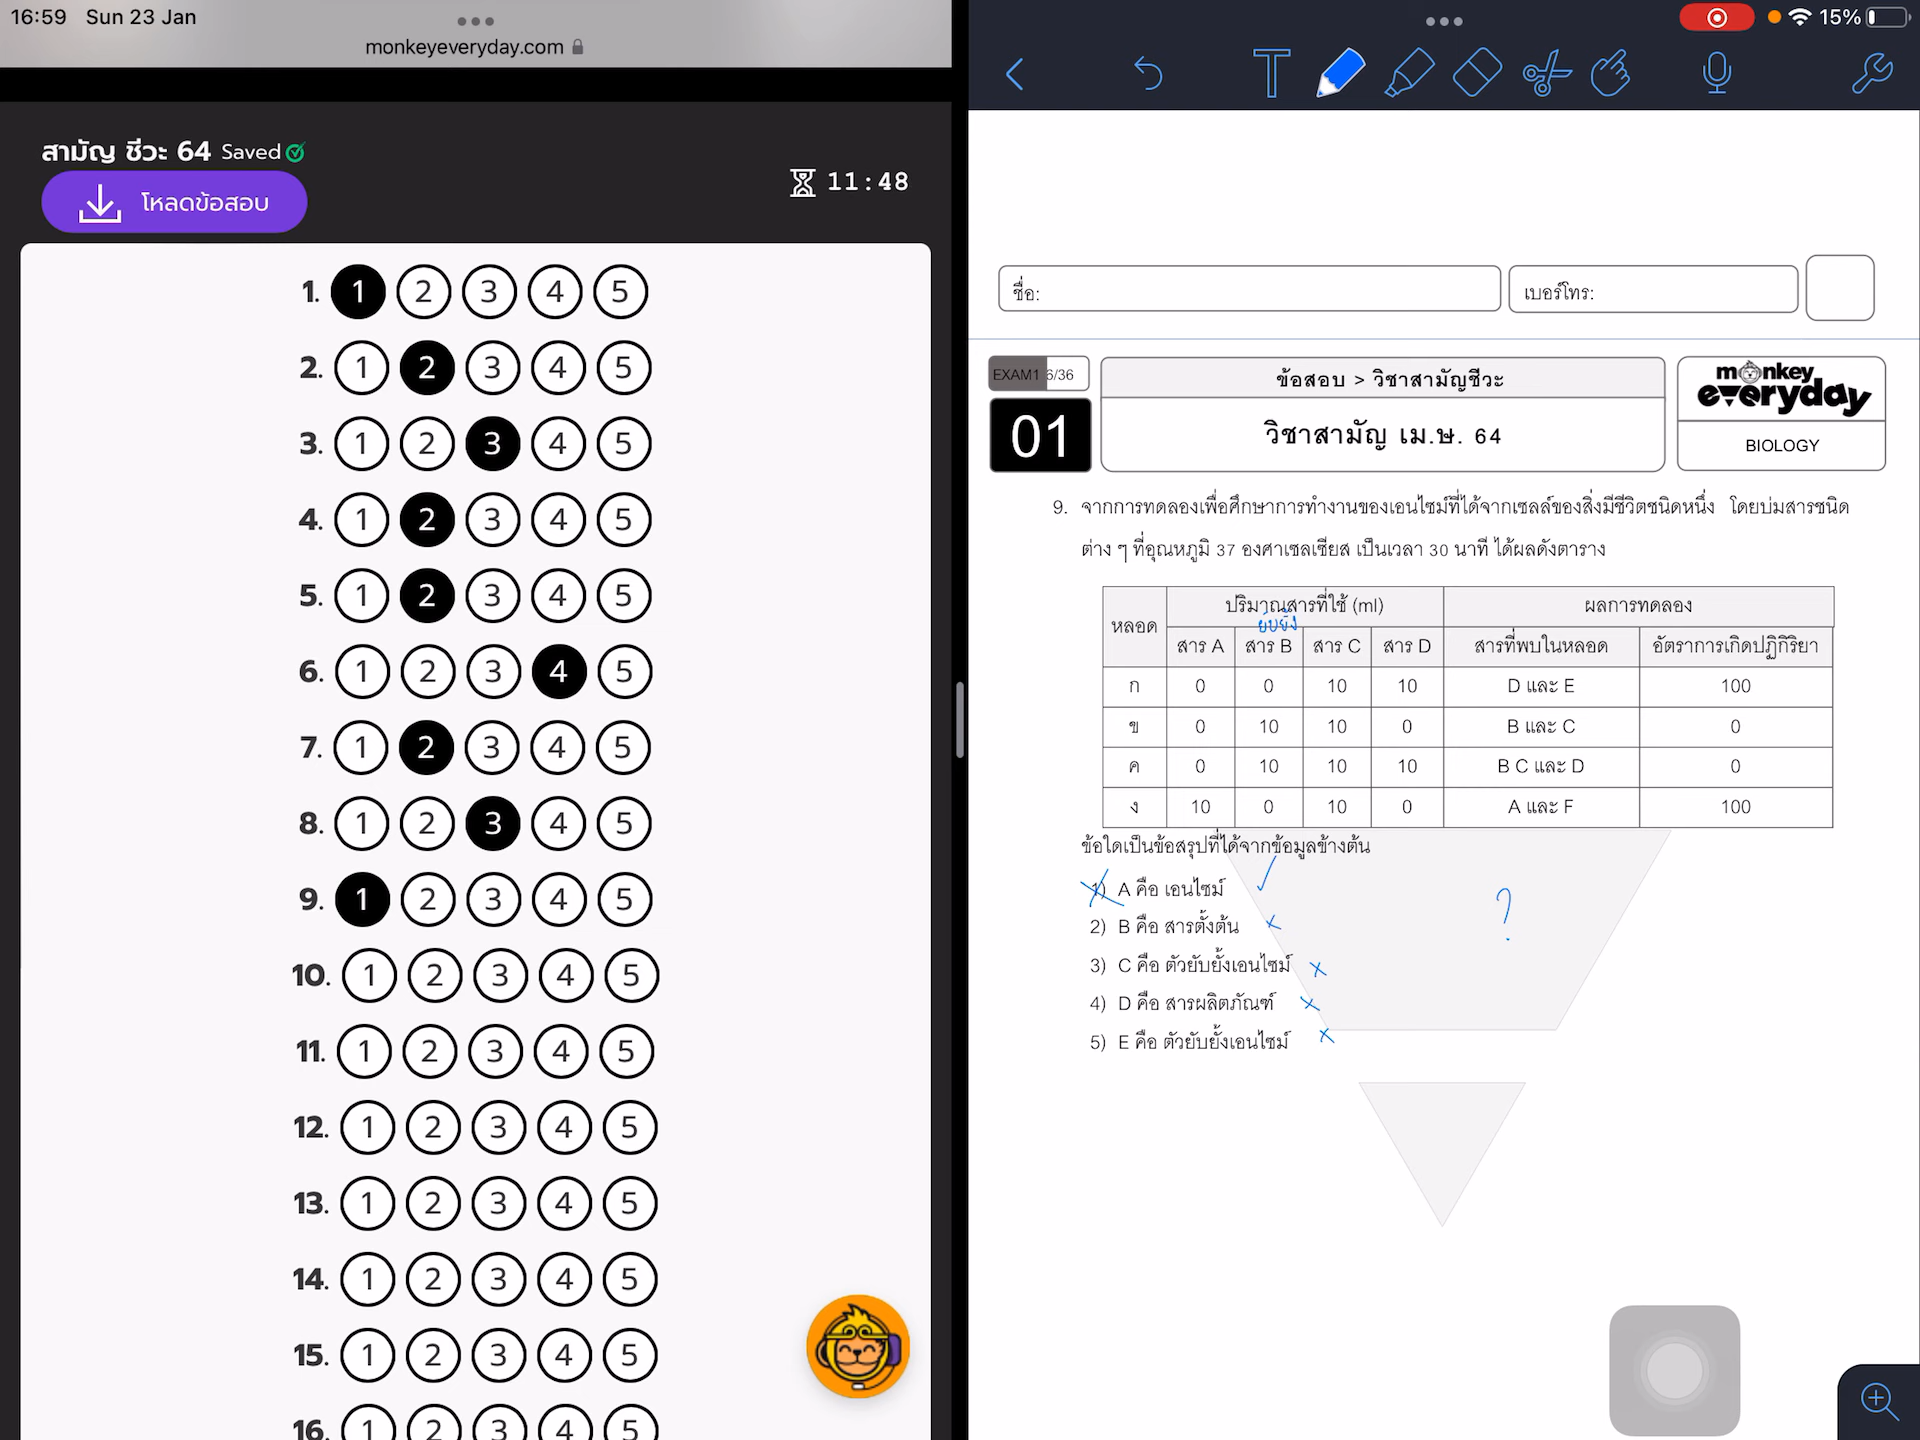 16:59 Sun 23 Jan
monkeyeveryday.com
สามัญ ชีวะ 64 Saved
โหลดข้อสอบ
11:48
1. 1 2 3 4 5
2. 1 2 3 4 5
3. 1 2 3 4 5
4. 1 2 3 4 5
5. 1 2 3 4 5
6. 1 2 3 4 5
7. 1 2 3 4 5
8. 1 2 3 4 5
9. 1 2 3 4 5
10. 1 2 3 4 5
11. 1 2 3 4 5
12. 1 2 3 4 5
13. 1 2 3 4 5
14. 1 2 3 4 5
15. 1 2 3 4 5
16. 1 2 3 4 5
15%
T
ชื่อ:
เบอร์โทร:
EXAM1 6/36
01
ข้อสอบ > วิชาสามัญชีวะ
วิชาสามัญ เม.ษ. 64
monkey
everyday
BIOLOGY
9. จากการทดลองเพื่อศึกษาการทำงานของเอนไซม์ที่ได้จากเซลล์ของสิ่งมีชีวิตชนิดหนึ่ง โดยบ่มสารชนิด
ต่าง ๆ ที่อุณหภูมิ 37 องศาเซลเซียส เป็นเวลา 30 นาที ได้ผลดังตาราง
หลอด ปริมาณสารที่ใช้ (ml) ผลการทดลอง
ยับยั้ง
สาร A สาร B สาร C สาร D สารที่พบในหลอด อัตราการเกิดปฏิกิริยา
ก 0 0 10 10 D และ E 100
ข 0 10 10 0 B และ C 0
ค 0 10 10 10 B C และ D 0
ง 10 0 10 0 A และ F 100
ข้อใดเป็นข้อสรุปที่ได้จากข้อมูลข้างต้น
1) A คือ เอนไซม์
2) B คือ สารตั้งต้น
3) C คือ ตัวยับยั้งเอนไซม์
4) D คือ สารผลิตภัณฑ์
5) E คือ ตัวยับยั้งเอนไซม์
?